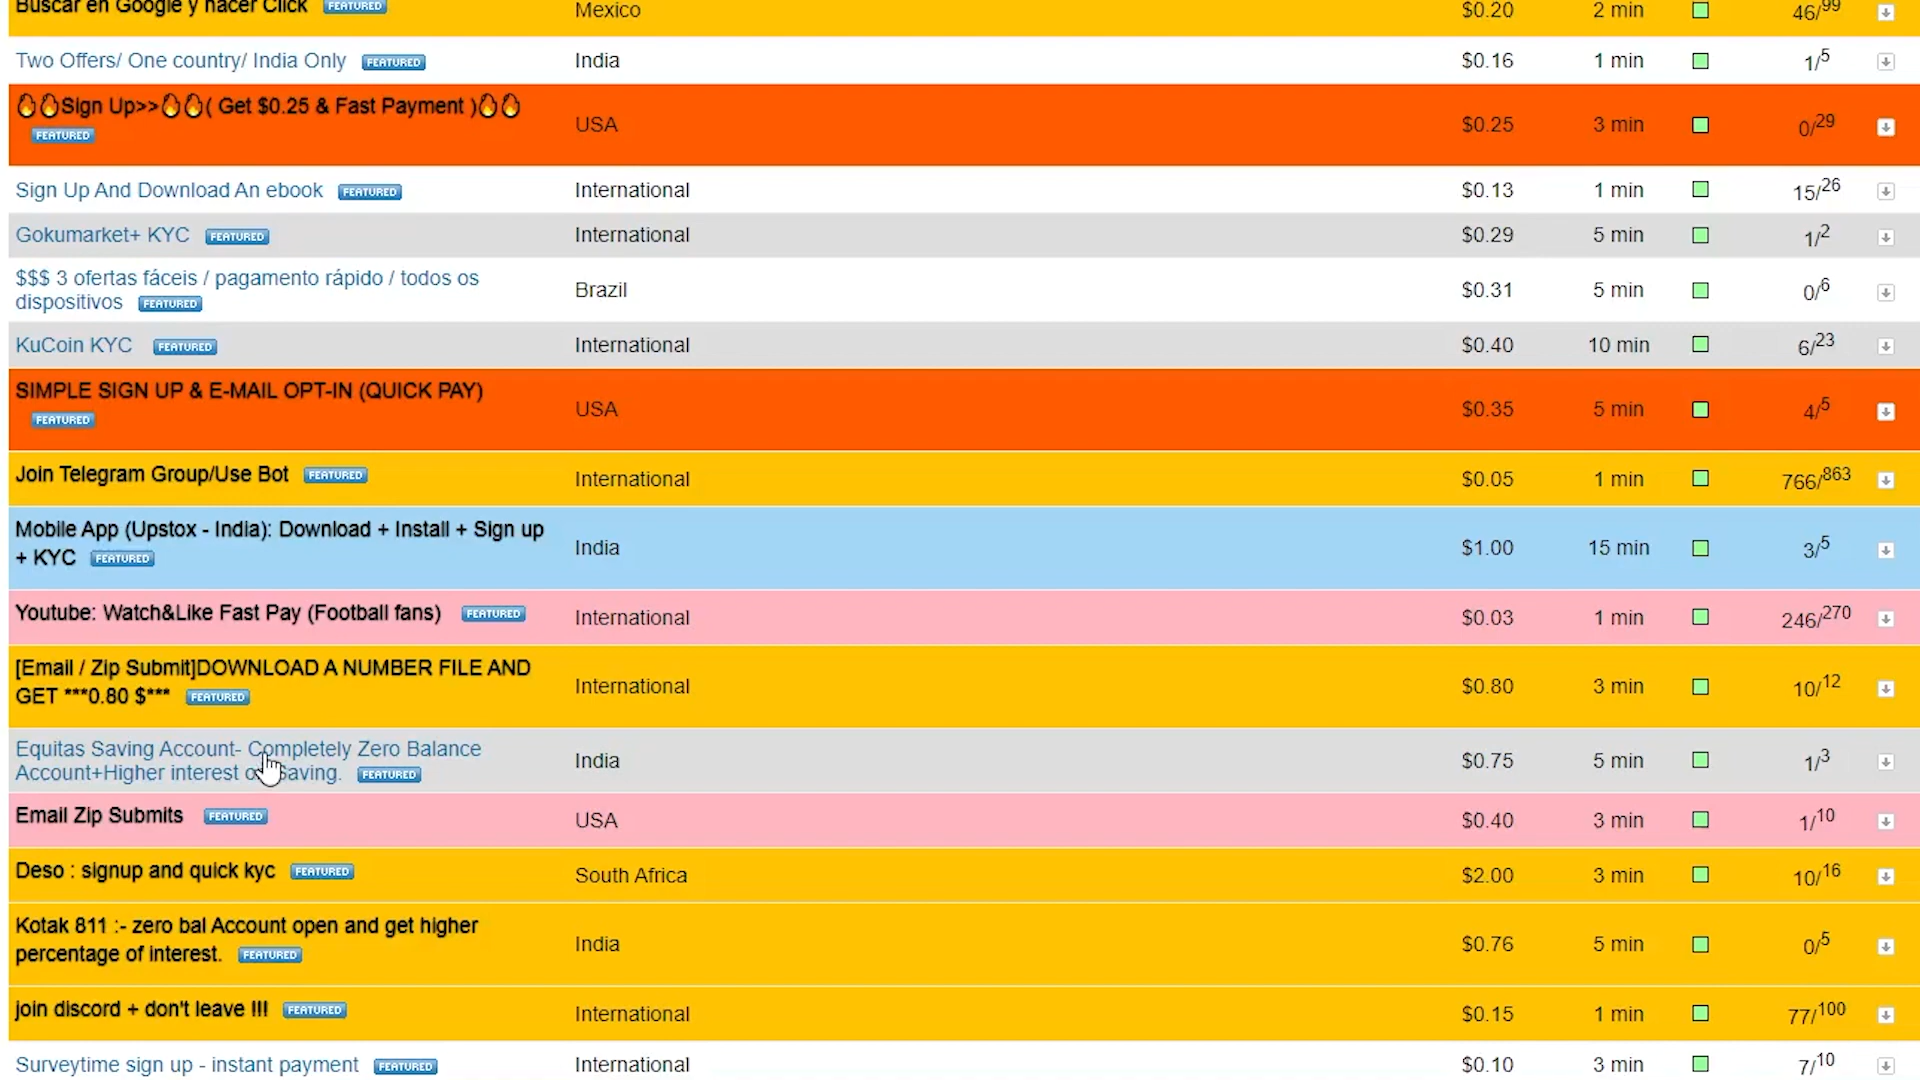 Buscar en Google y hacer Click FEATURED Mexico $0.20 2 min 46/99
Two Offers/ One country/ India Only FEATURED India $0.16 1 min 1/5
🔥🔥Sign Up>>🔥🔥( Get $0.25 & Fast Payment )🔥🔥
FEATURED USA $0.25 3 min 0/29
Sign Up And Download An ebook FEATURED International $0.13 1 min 15/26
Gokumarket+ KYC FEATURED International $0.29 5 min 1/2
$$$ 3 ofertas fáceis / pagamento rápido / todos os
dispositivos FEATURED Brazil $0.31 5 min 0/6
KuCoin KYC FEATURED International $0.40 10 min 6/23
SIMPLE SIGN UP & E-MAIL OPT-IN (QUICK PAY)
FEATURED USA $0.35 5 min 4/5
Join Telegram Group/Use Bot FEATURED International $0.05 1 min 766/863
Mobile App (Upstox - India): Download + Install + Sign up
+ KYC FEATURED India $1.00 15 min 3/5
Youtube: Watch&Like Fast Pay (Football fans) FEATURED International $0.03 1 min 246/270
[Email / Zip Submit]DOWNLOAD A NUMBER FILE AND
GET ***0.80 $*** FEATURED International $0.80 3 min 10/12
Equitas Saving Account- Completely Zero Balance
Account+Higher interest saving. FEATURED India $0.75 5 min 1/3
Email Zip Submits FEATURED USA $0.40 3 min 1/10
Deso : signup and quick kyc FEATURED South Africa $2.00 3 min 10/16
Kotak 811 :- zero bal Account open and get higher
percentage of interest. FEATURED India $0.76 5 min 0/5
join discord + don't leave !!! FEATURED International $0.15 1 min 77/100
Surveytime sign up - instant payment FEATURED International $0.10 3 min 7/10